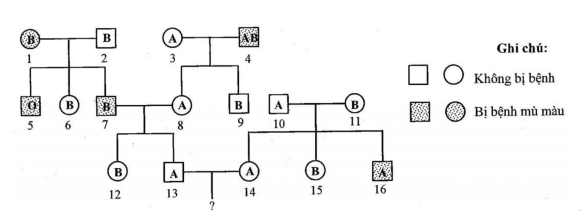 B B A AB
1 2 3 4
Ghi chú:
Không bị bệnh
O B B A B A B
5 6 7 8 9 10 11
Bị bệnh mù màu
B A A B A
12 13 14 15 16
?